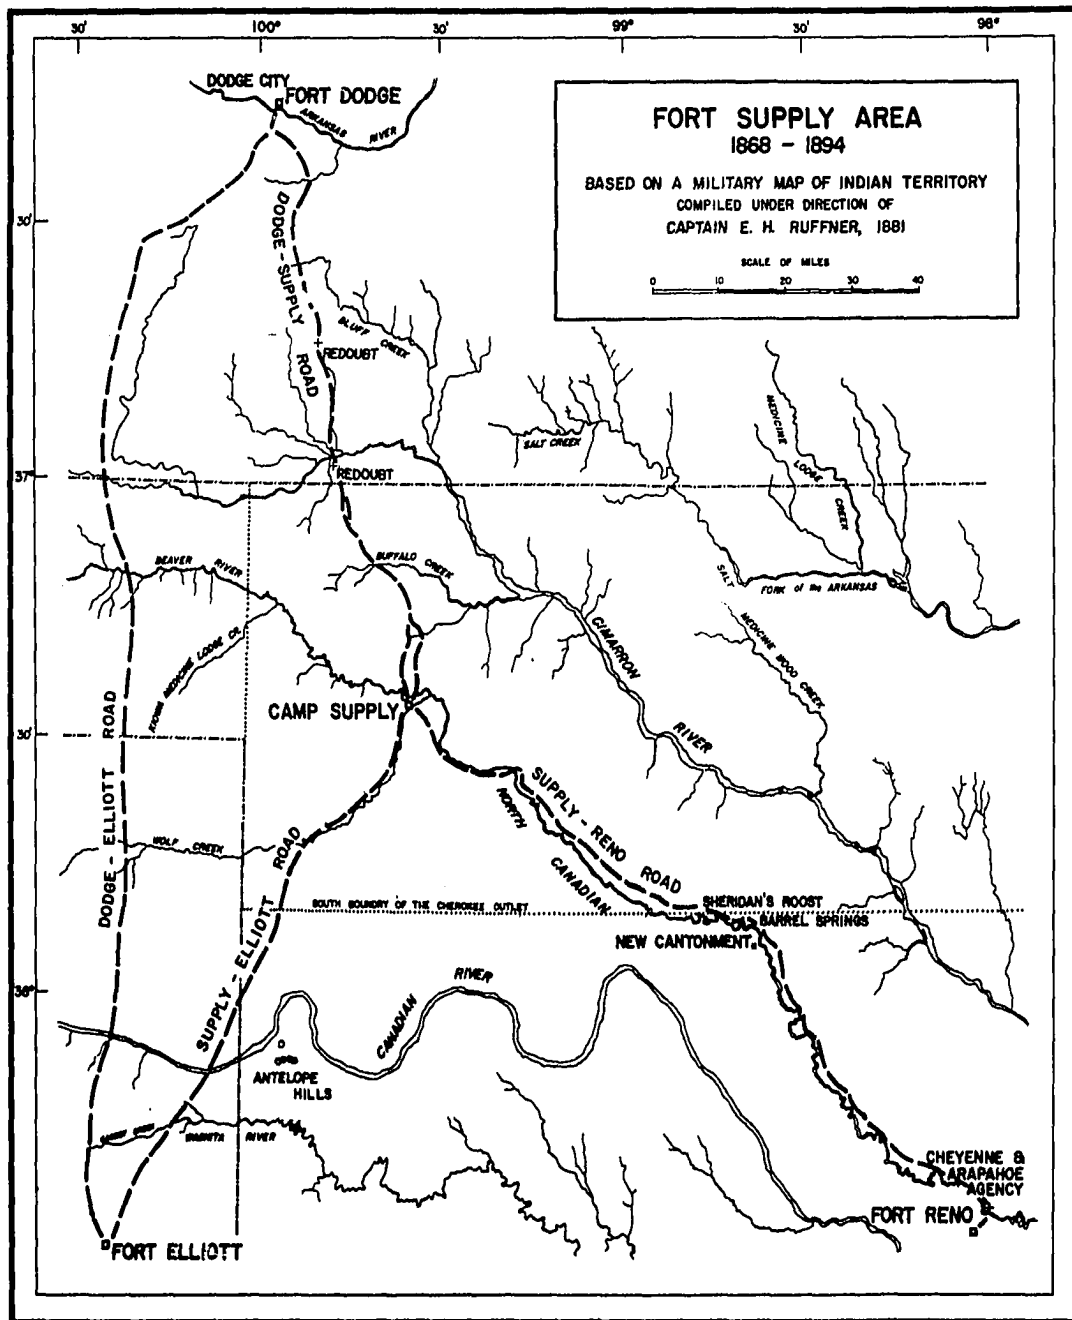 30' 100° 30' 99° 30' 98°
DODGE CITY
FORT DODGE
ARKANSAS RIVER
FORT SUPPLY AREA
1868 - 1894
BASED ON A MILITARY MAP OF INDIAN TERRITORY
COMPILED UNDER DIRECTION OF
CAPTAIN E. H. RUFFNER, 1881
SCALE OF MILES
0 10 20 30 40
30'
DODGE-SUPPLY ROAD
BLUFF CREEK
REDOUBT
SALT CREEK
MEDICINE LODGE CREEK
37°
REDOUBT
BEAVER RIVER
BUFFALO CREEK
SALT FORK of the ARKANSAS
KIOWA MEDICINE LODGE CR.
CIMARRON RIVER
MEDICINE WOOD CREEK
CAMP SUPPLY
30'
DODGE-ELLIOTT ROAD
SUPPLY-RENO ROAD
NORTH CANADIAN
WOLF CREEK
SUPPLY-ELLIOTT ROAD
SOUTH BOUNDRY OF THE CHEROKEE OUTLET
SHERIDAN'S ROOST
BARREL SPRINGS
NEW CANTONMENT
36°
CANADIAN RIVER
ANTELOPE
HILLS
WASHITA RIVER
CHEYENNE &
ARAPAHOE
AGENCY
FORT RENO
FORT ELLIOTT